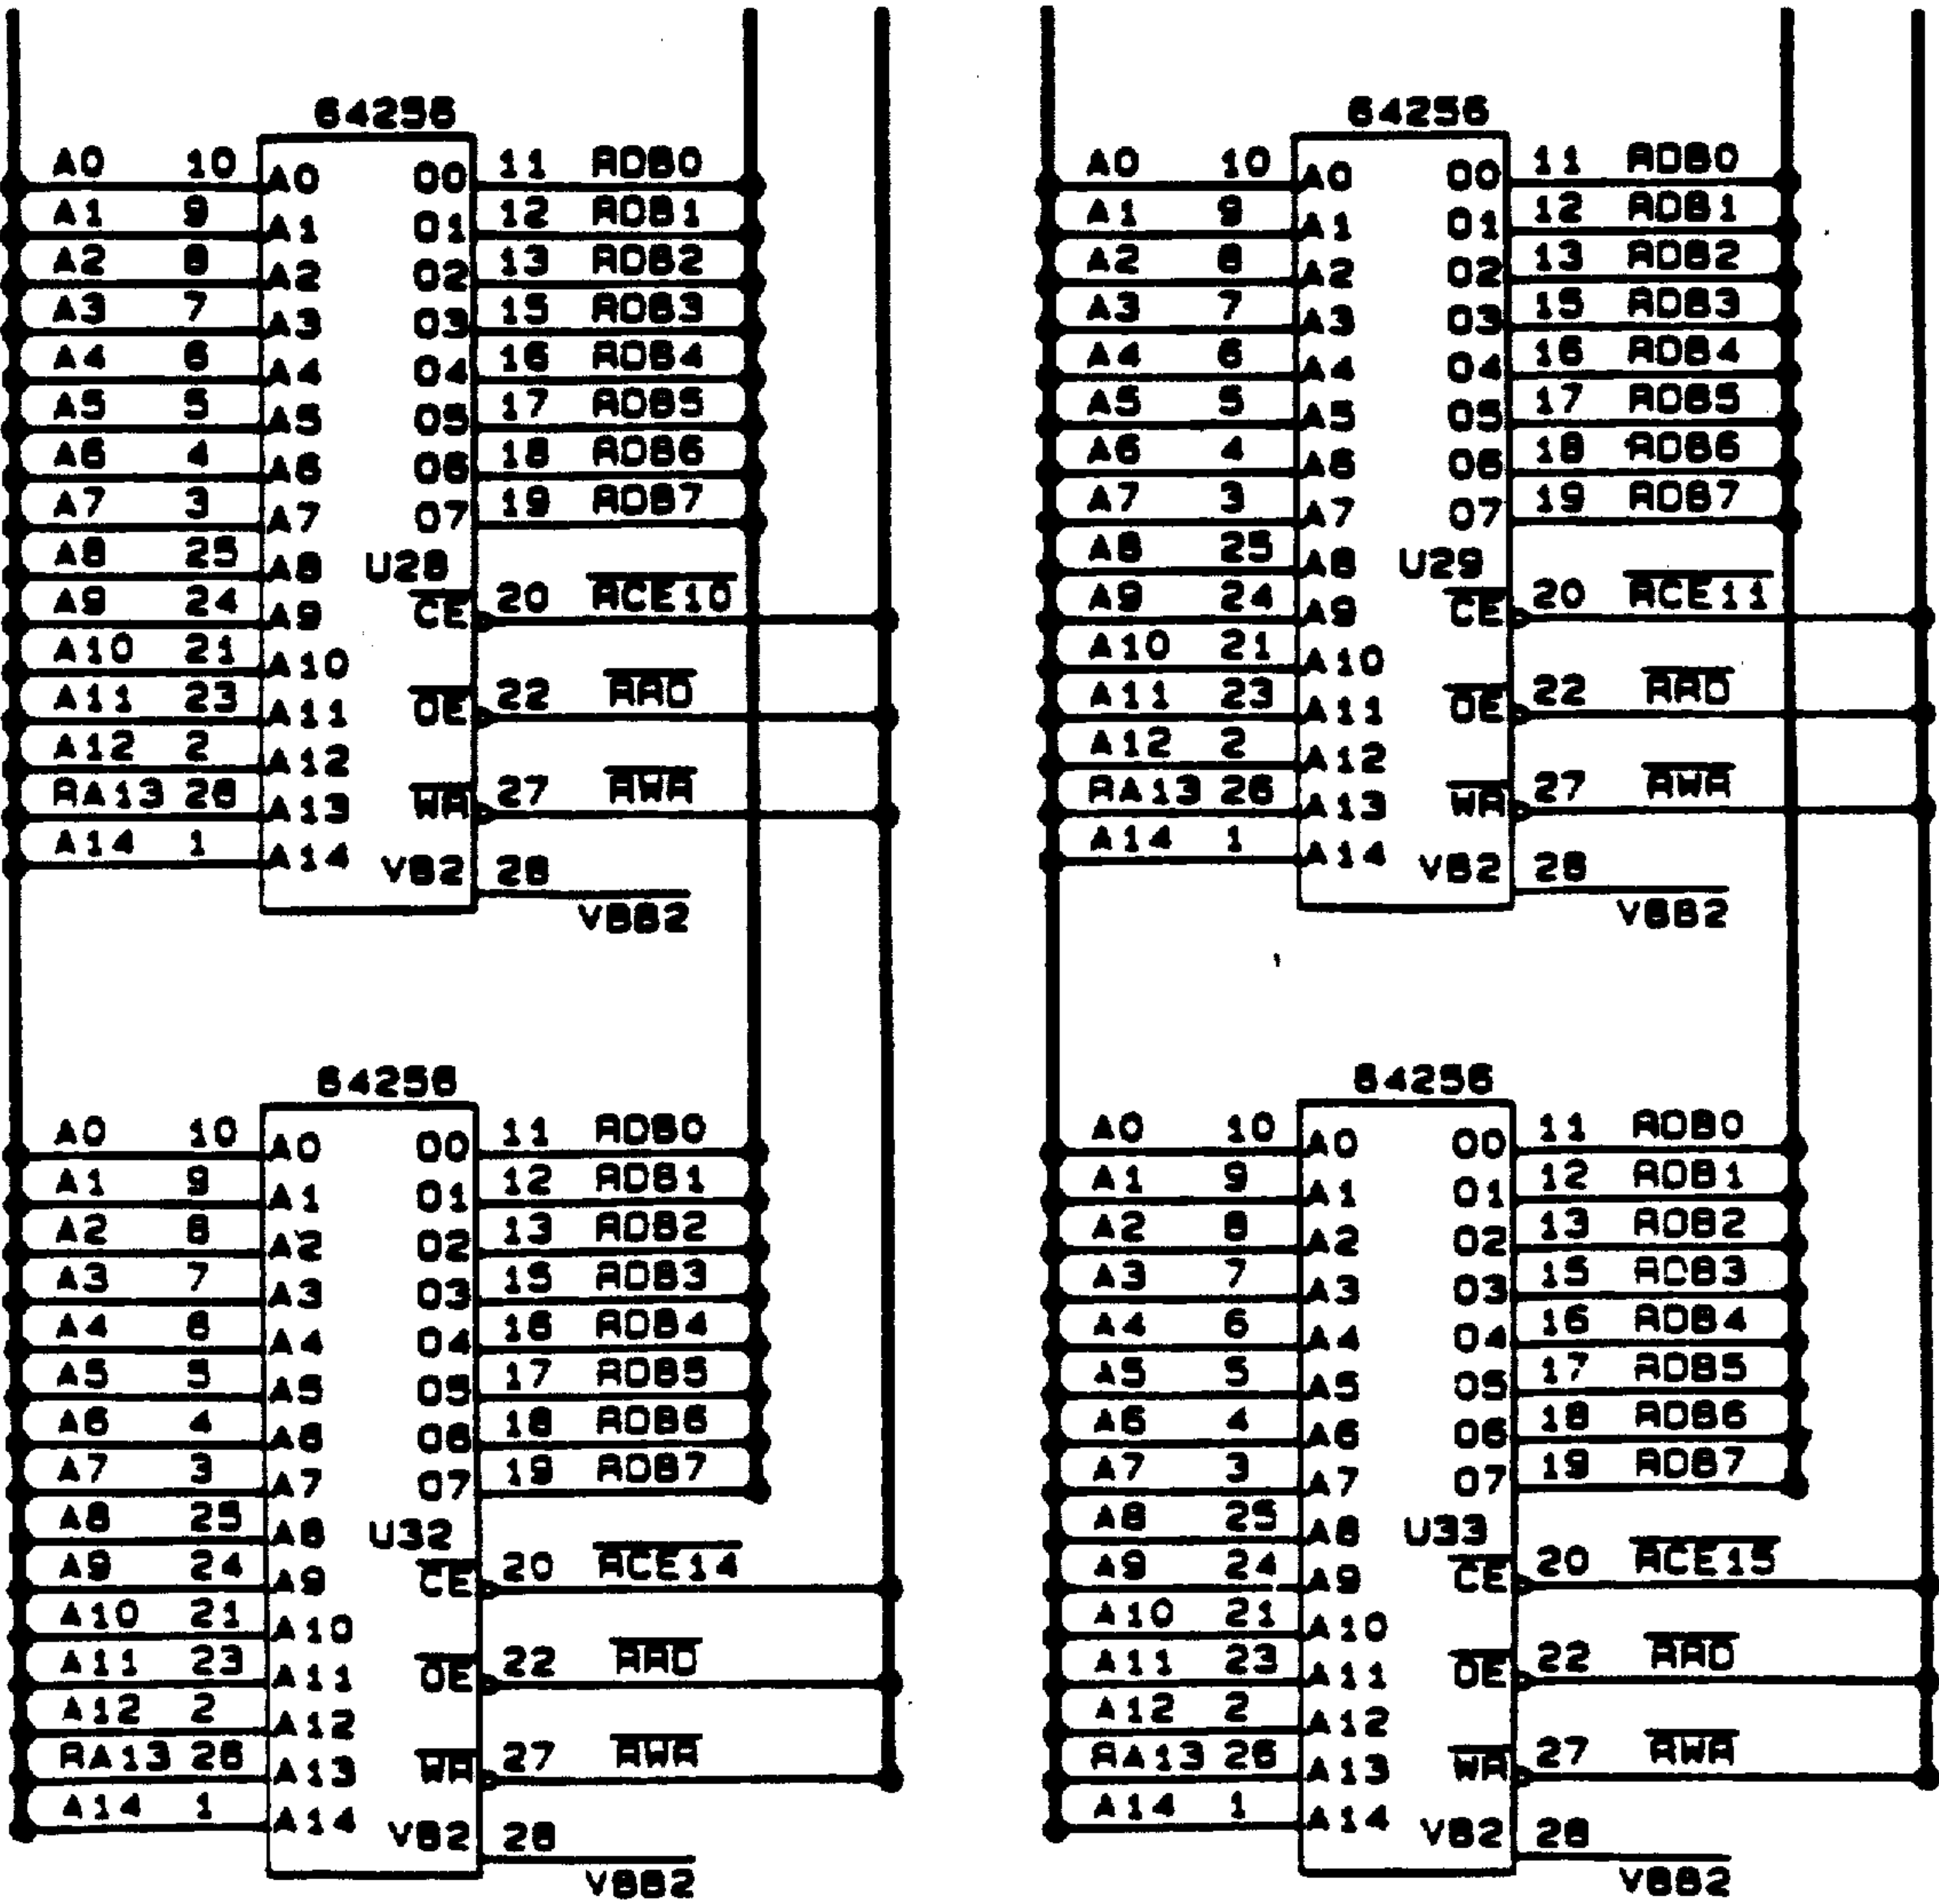 64256
A0 10 A0 O0 11 RDB0
A1 9 A1 O1 12 RDB1
A2 8 A2 O2 13 RDB2
A3 7 A3 O3 15 RDB3
A4 6 A4 O4 16 RDB4
A5 5 A5 O5 17 RDB5
A6 4 A6 O6 18 RDB6
A7 3 A7 O7 19 RDB7
A8 25 A8 U28
A9 24 A9 CE 20 RCE10
A10 21 A10
A11 23 A11 OE 22 RRD
A12 2 A12
RA13 26 A13 WR 27 RWR
A14 1 A14 VB2 28
VBB2
64256
A0 10 A0 O0 11 RDB0
A1 9 A1 O1 12 RDB1
A2 8 A2 O2 13 RDB2
A3 7 A3 O3 15 RDB3
A4 6 A4 O4 16 RDB4
A5 5 A5 O5 17 RDB5
A6 4 A6 O6 18 RDB6
A7 3 A7 O7 19 RDB7
A8 25 A8 U29
A9 24 A9 CE 20 RCE11
A10 21 A10
A11 23 A11 OE 22 RRD
A12 2 A12
RA13 26 A13 WR 27 RWR
A14 1 A14 VB2 28
VBB2
64256
A0 10 A0 O0 11 RDB0
A1 9 A1 O1 12 RDB1
A2 8 A2 O2 13 RDB2
A3 7 A3 O3 15 RDB3
A4 6 A4 O4 16 RDB4
A5 5 A5 O5 17 RDB5
A6 4 A6 O6 18 RDB6
A7 3 A7 O7 19 RDB7
A8 25 A8 U32
A9 24 A9 CE 20 RCE14
A10 21 A10
A11 23 A11 OE 22 RRD
A12 2 A12
RA13 26 A13 WR 27 RWR
A14 1 A14 VB2 28
VBB2
64256
A0 10 A0 O0 11 RDB0
A1 9 A1 O1 12 RDB1
A2 8 A2 O2 13 RDB2
A3 7 A3 O3 15 RDB3
A4 6 A4 O4 16 RDB4
A5 5 A5 O5 17 RDB5
A6 4 A6 O6 18 RDB6
A7 3 A7 O7 19 RDB7
A8 25 A8 U33
A9 24 A9 CE 20 RCE15
A10 21 A10
A11 23 A11 OE 22 RRD
A12 2 A12
RA13 26 A13 WR 27 RWR
A14 1 A14 VB2 28
VBB2